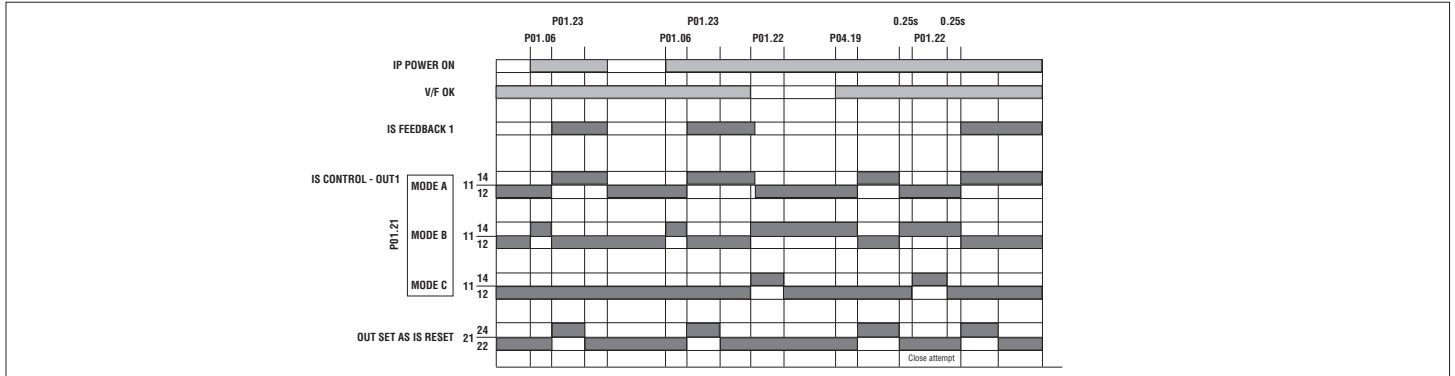 P01.23 P01.23 0.25s 0.25s
P01.06 P01.06 P01.22 P04.19 P01.22
IP POWER ON
V/F OK
IS FEEDBACK 1
IS CONTROL - OUT1
P01.21
MODE A 11 14 12
MODE B 11 14 12
MODE C 11 14 12
OUT SET AS IS RESET 21 24 22
Close attempt